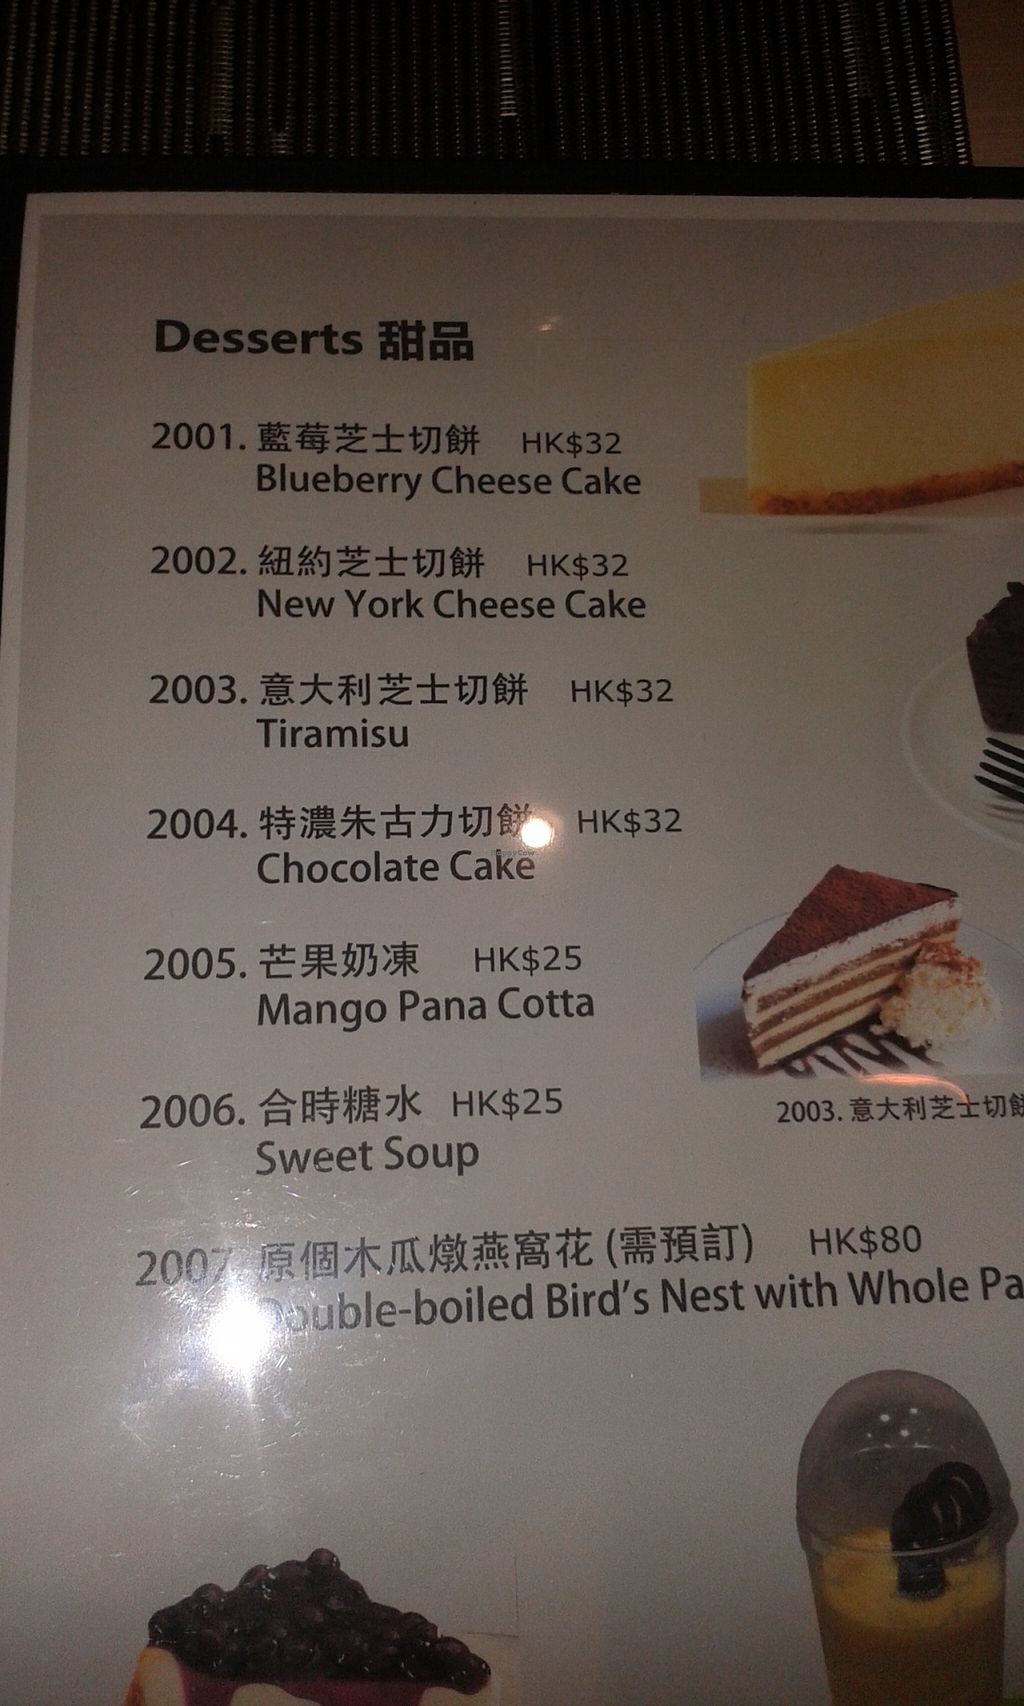 Desserts 甜品
2001. 藍莓芝士切餅 HK$32
Blueberry Cheese Cake
2002. 紐約芝士切餅 HK$32
New York Cheese Cake
2003. 意大利芝士切餅 HK$32
Tiramisu
2004. 特濃朱古力切餅 HK$32
Chocolate Cake
2005. 芒果奶凍 HK$25
Mango Pana Cotta
2006. 合時糖水 HK$25
Sweet Soup
2003. 意大利芝士切餅
2007. 原個木瓜燉燕窩花 (需預訂) HK$80
Double-boiled Bird's Nest with Whole Pa